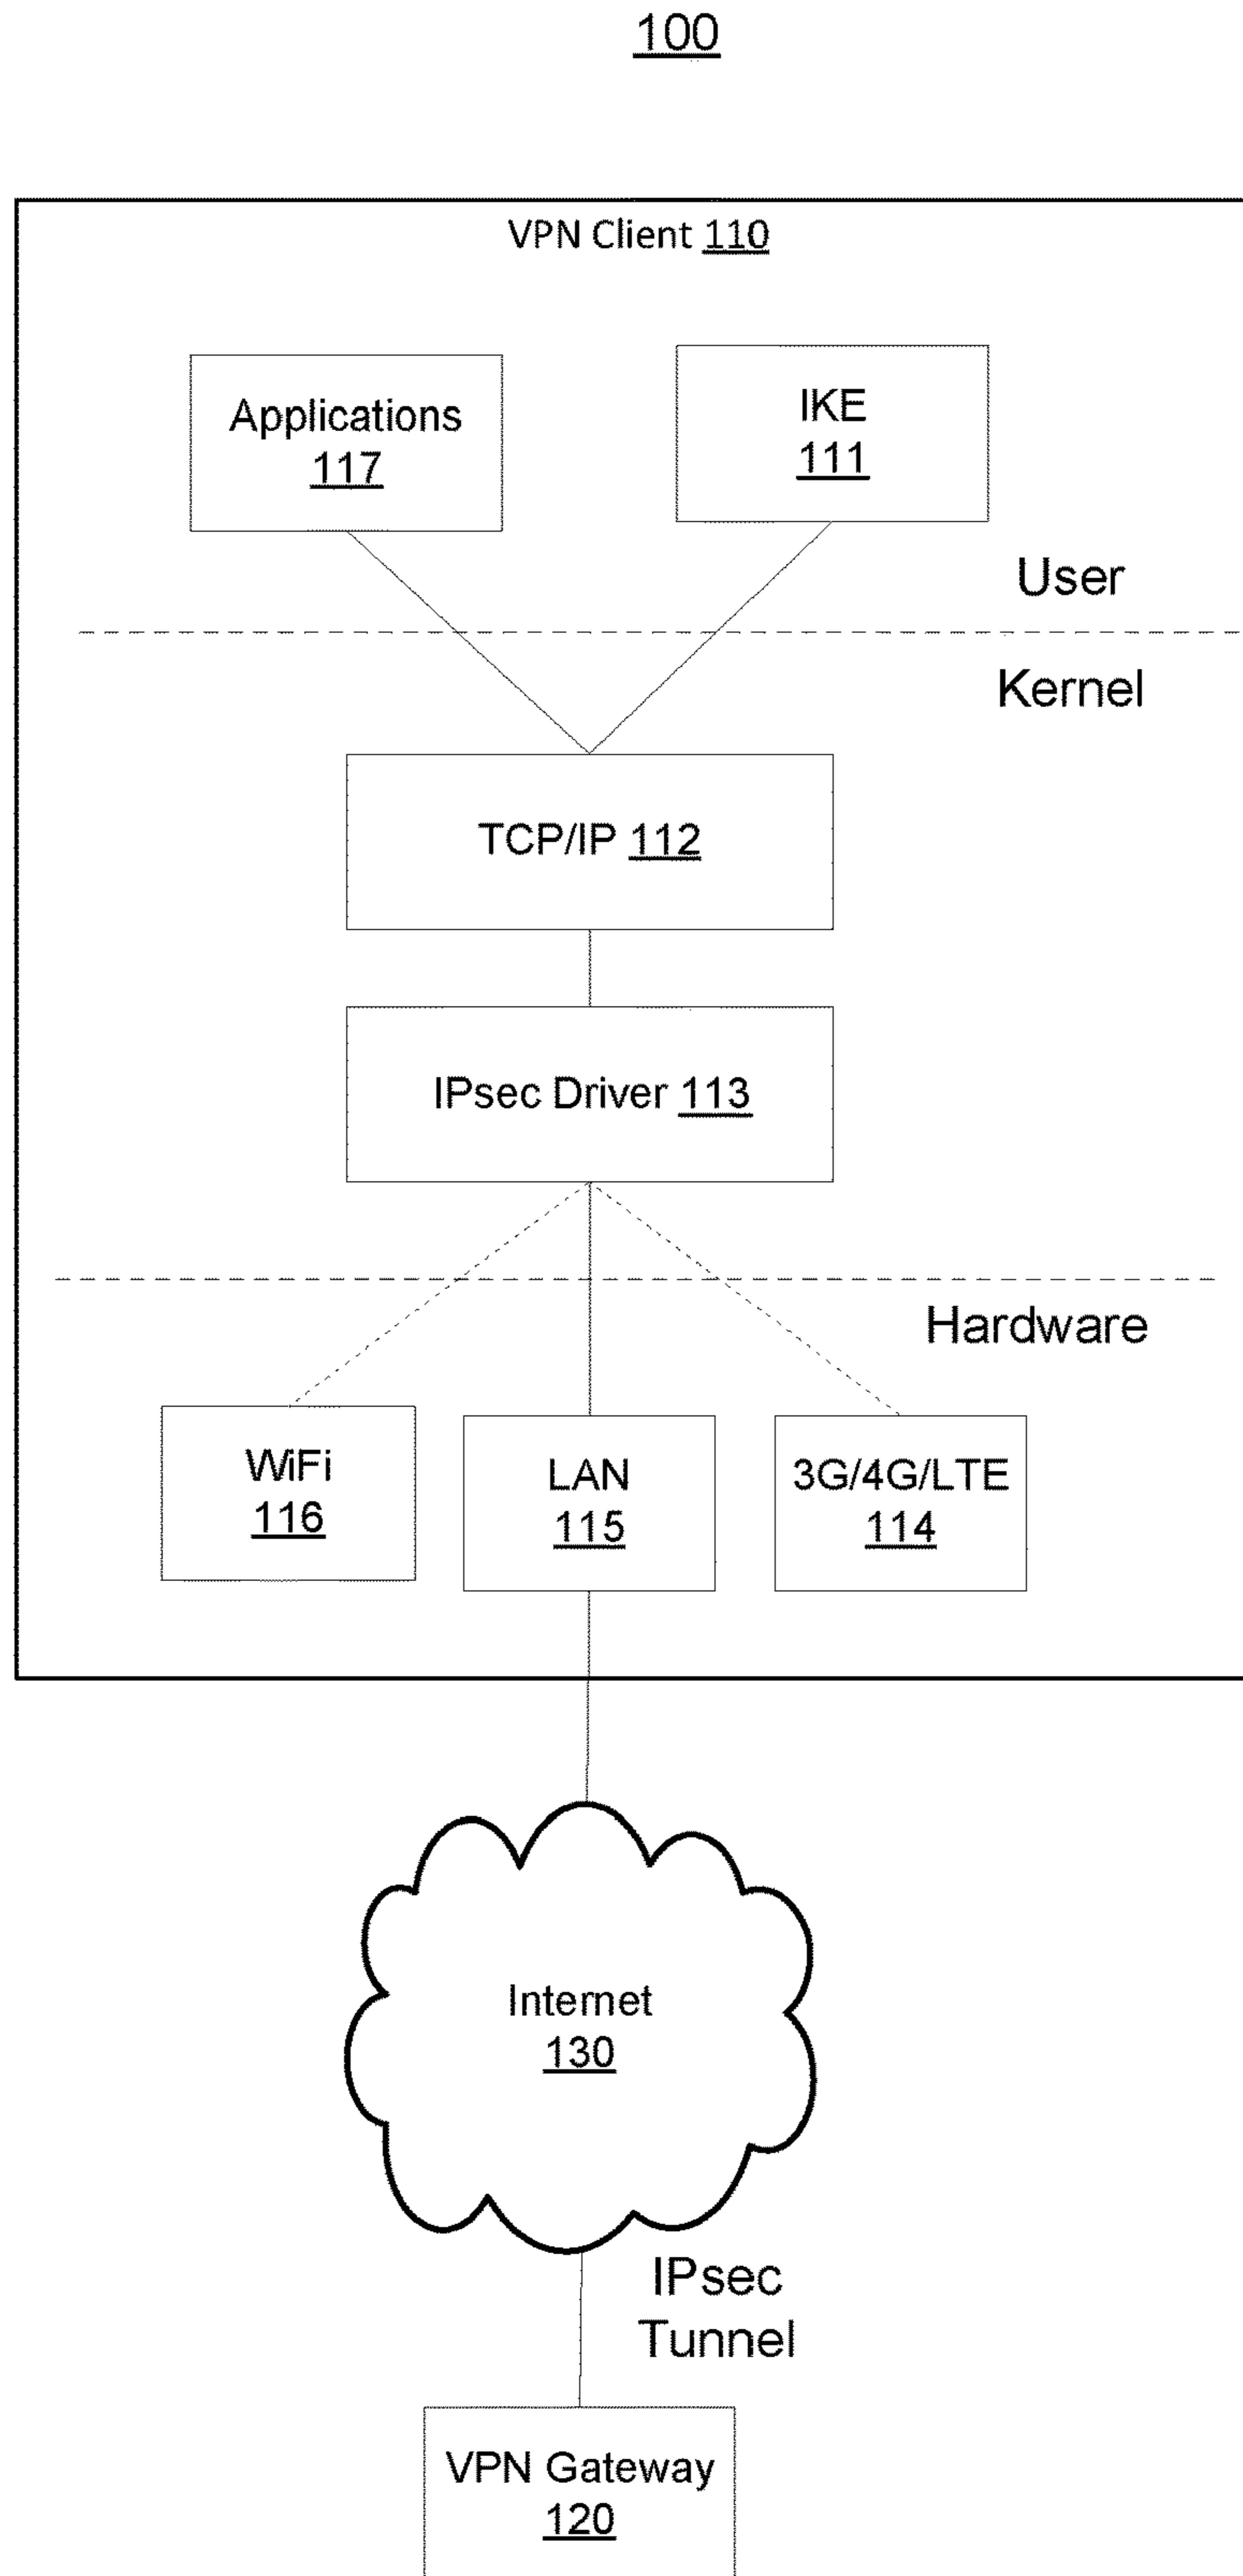 100
VPN Client 110
Applications
117
IKE
111
User
Kernel
TCP/IP 112
IPsec Driver 113
Hardware
WiFi
116
LAN
115
3G/4G/LTE
114
Internet
130
IPsec
Tunnel
VPN Gateway
120